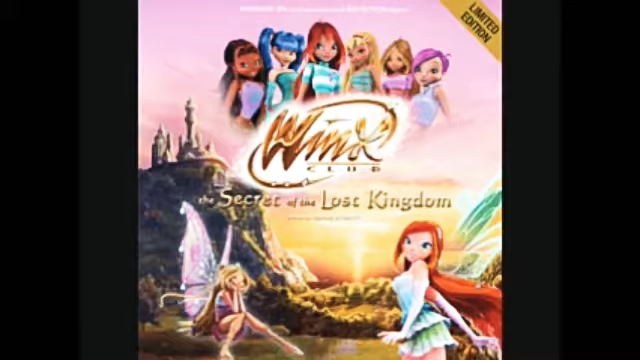 LIMITED
EDITION
Winx
CLUB
the Secret of the Lost Kingdom